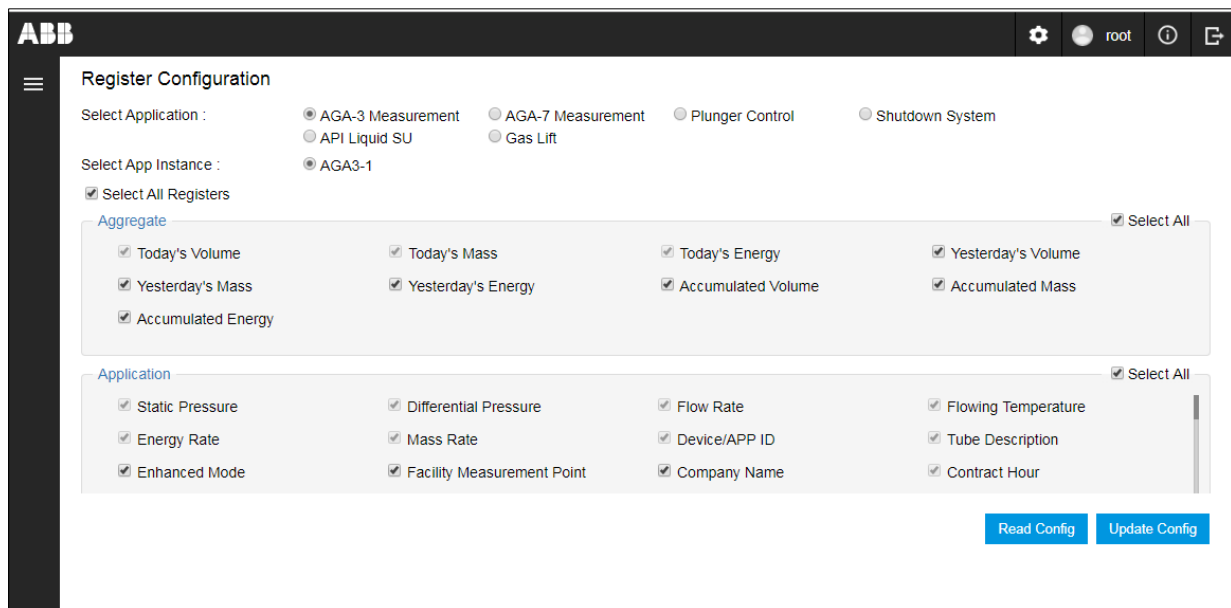 ABB
root
Register Configuration
Select Application :
AGA-3 Measurement AGA-7 Measurement Plunger Control Shutdown System
API Liquid SU Gas Lift
Select App Instance :
AGA3-1
Select All Registers
Aggregate Select All
Today's Volume Today's Mass Today's Energy Yesterday's Volume
Yesterday's Mass Yesterday's Energy Accumulated Volume Accumulated Mass
Accumulated Energy
Application Select All
Static Pressure Differential Pressure Flow Rate Flowing Temperature
Energy Rate Mass Rate Device/APP ID Tube Description
Enhanced Mode Facility Measurement Point Company Name Contract Hour
Read Config Update Config